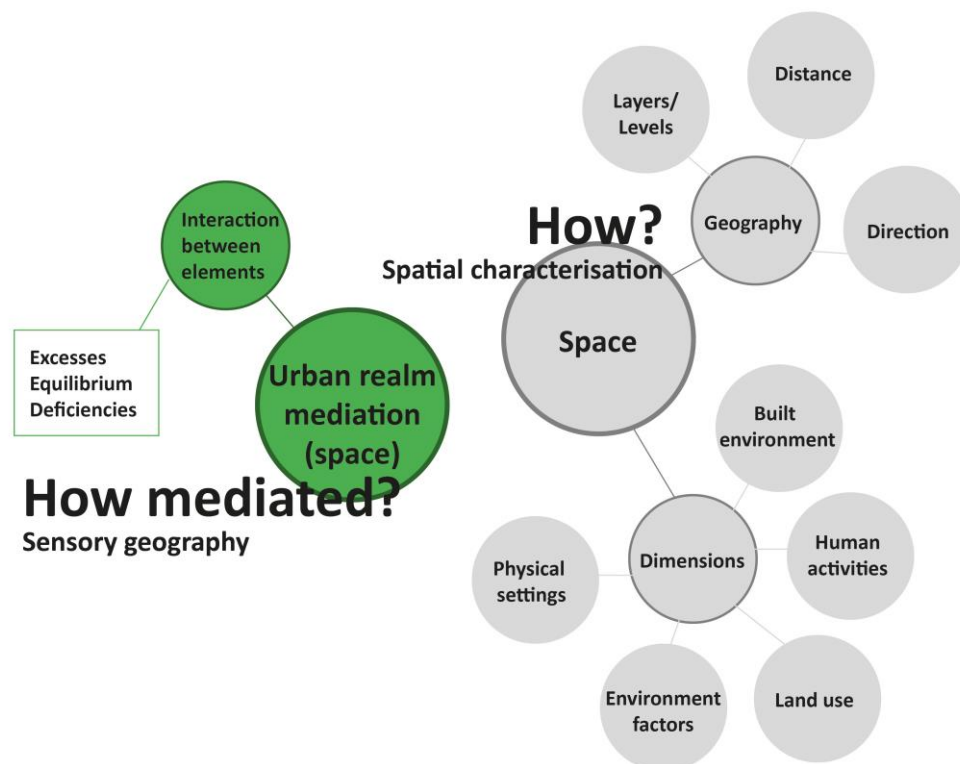 Interaction
between
elements
Excesses
Equilibrium
Deficiencies
Urban realm
mediation
(space)
How mediated?
Sensory geography
How?
Spatial characterisation
Space
Layers/
Levels
Distance
Geography
Direction
Built
environment
Dimensions
Human
activities
Physical
settings
Environment
factors
Land use